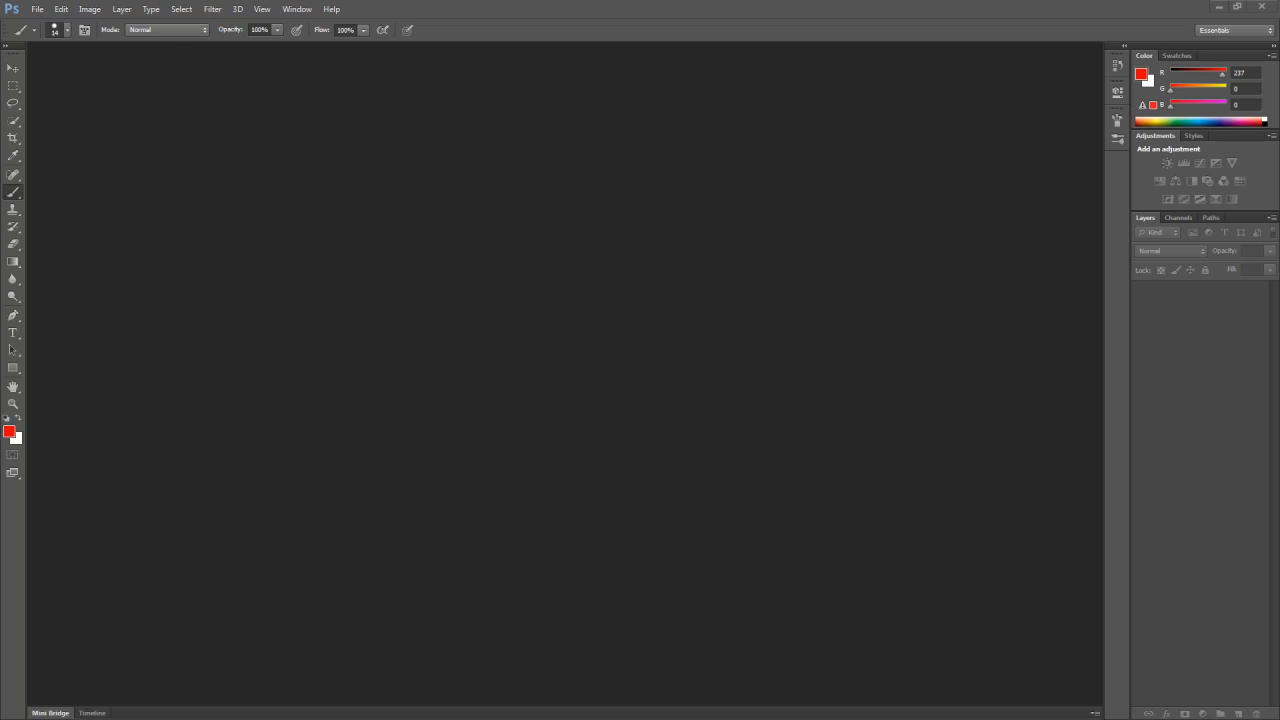 Ps File Edit Image Layer Type Select Filter 3D View Window Help
14 Mode: Normal Opacity: 100% Flow: 100% Essentials
Color Swatches
R 237
G 0
B 0
Adjustments Styles
Add an adjustment
Layers Channels Paths
Kind
Normal Opacity:
Lock: Fill:
Mini Bridge Timeline